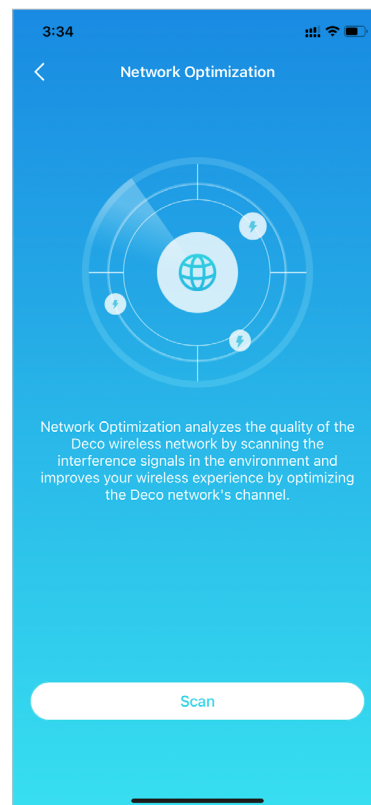 3:34
Network Optimization
Network Optimization analyzes the quality of the
Deco wireless network by scanning the
interference signals in the environment and
improves your wireless experience by optimizing
the Deco network's channel.
Scan